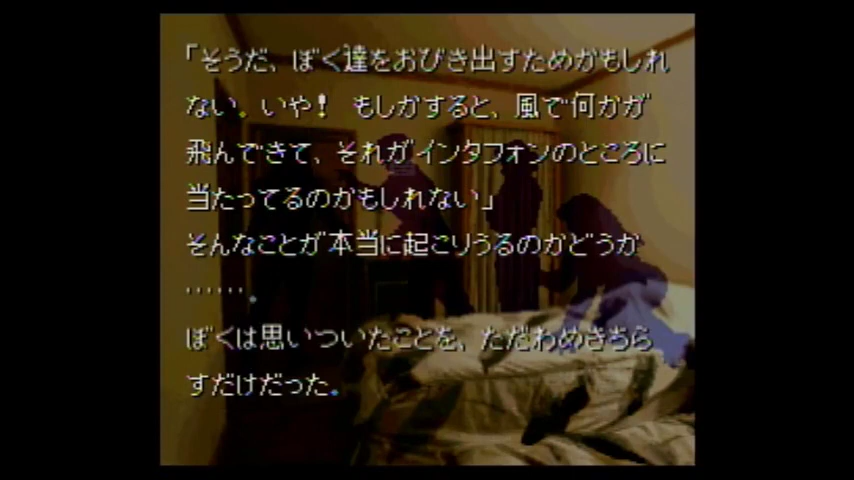 「そうだ、ぼく達をおびき出すためかもしれ
ない。いや！　もしかすると、風で何かが
飛んできて、それがインタフォンのところに
当たってるのかもしれない」
そんなことが本当に起こりうるのかどうか
……。
ぼくは思いついたことを、ただわめきちら
すだけだった。